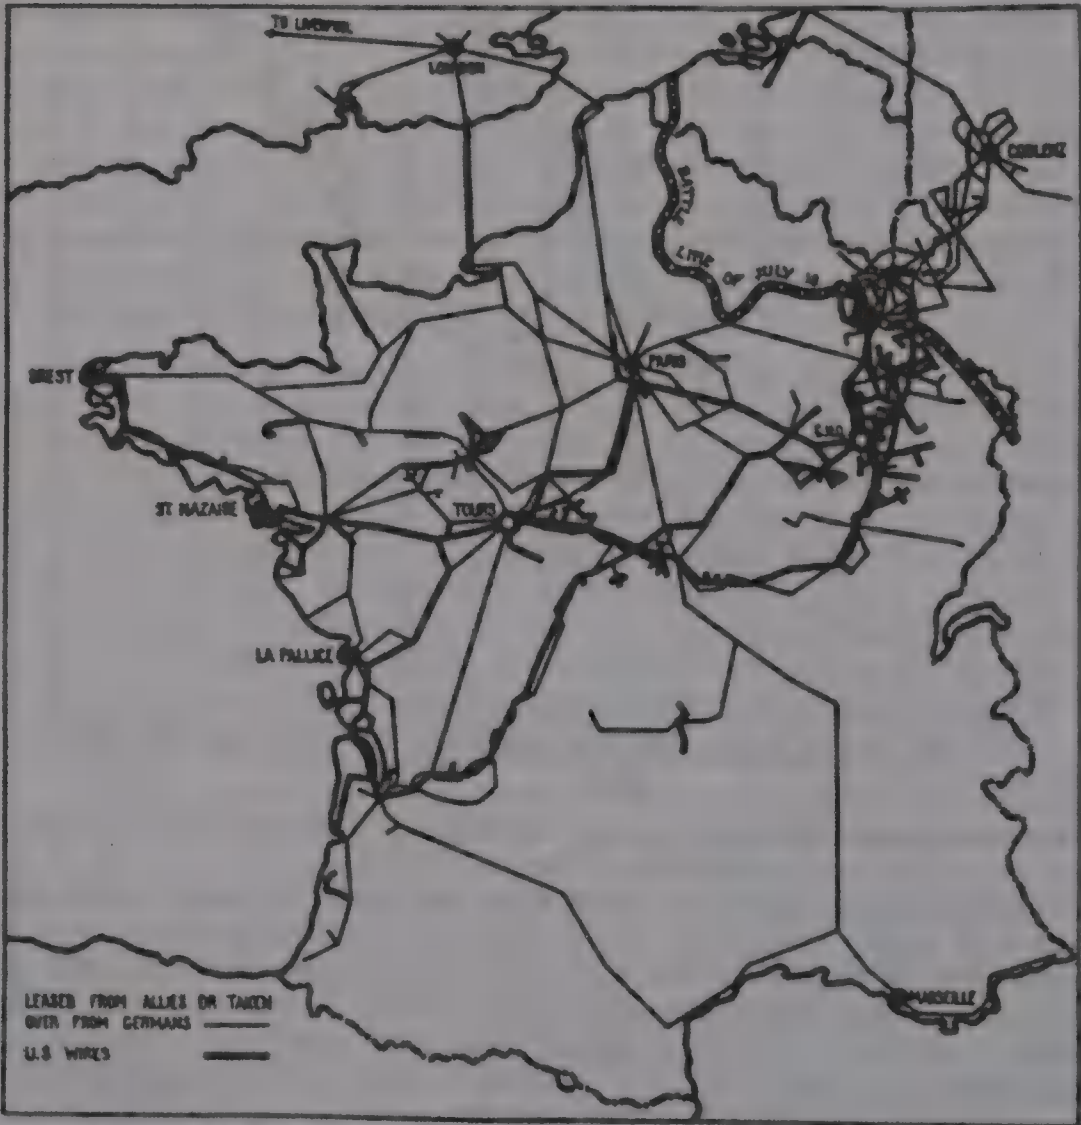 TO LIVERPOOL
LONDON
COBLENZ
BATTLE LINE OF JULY 18
BREST
PARIS
G.H.Q.
ST NAZAIRE
TOURS
LA PALLICE
MARSEILLE
LEASED FROM ALLIES OR TAKEN
OVER FROM GERMANS
U.S WIRES